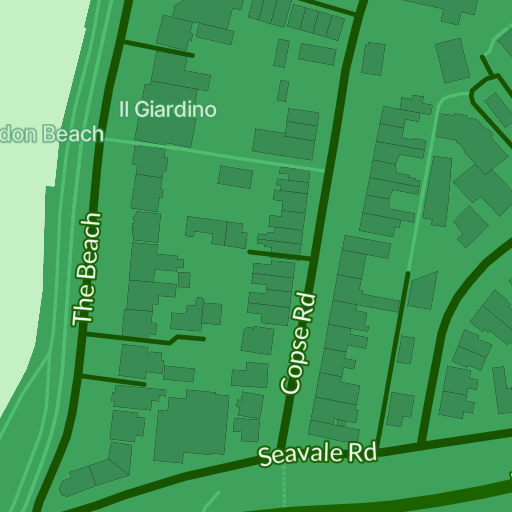 Il Giardino
don Beach
The Beach
Copse Rd
Seavale Rd